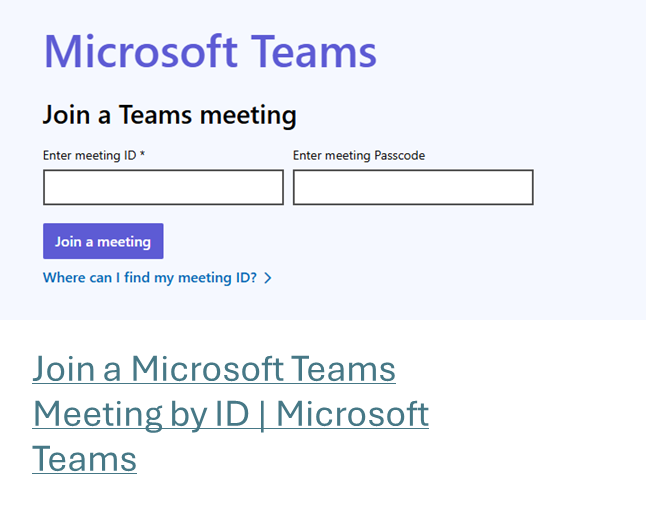 Microsoft Teams
Join a Teams meeting
Enter meeting ID *
Enter meeting Passcode
Join a meeting
Where can I find my meeting ID?
Join a Microsoft Teams
Meeting by ID | Microsoft
Teams